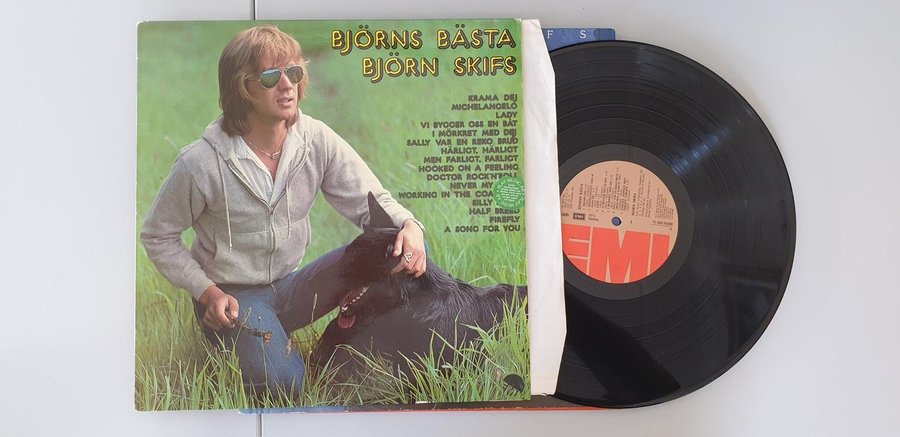 BJÖRNS BÄSTA
BJÖRN SKIFS
KRAMA DEJ
MICHELANGELO
LADY
VI BYGGER OSS EN BÅT
I MÖRKRET MED DEJ
SALLY VAR EN REKO BRUD
HÄRLIGT, HÄRLIGT
MEN FARLIGT, FARLIGT
HOOKED ON A FEELING
DOCTOR ROCK'N'ROLL
NEVER MY
WORKING IN THE COA
SILLY
HALF BREED
FIREFLY
A SONG FOR YOU
F S
EMI
EMI